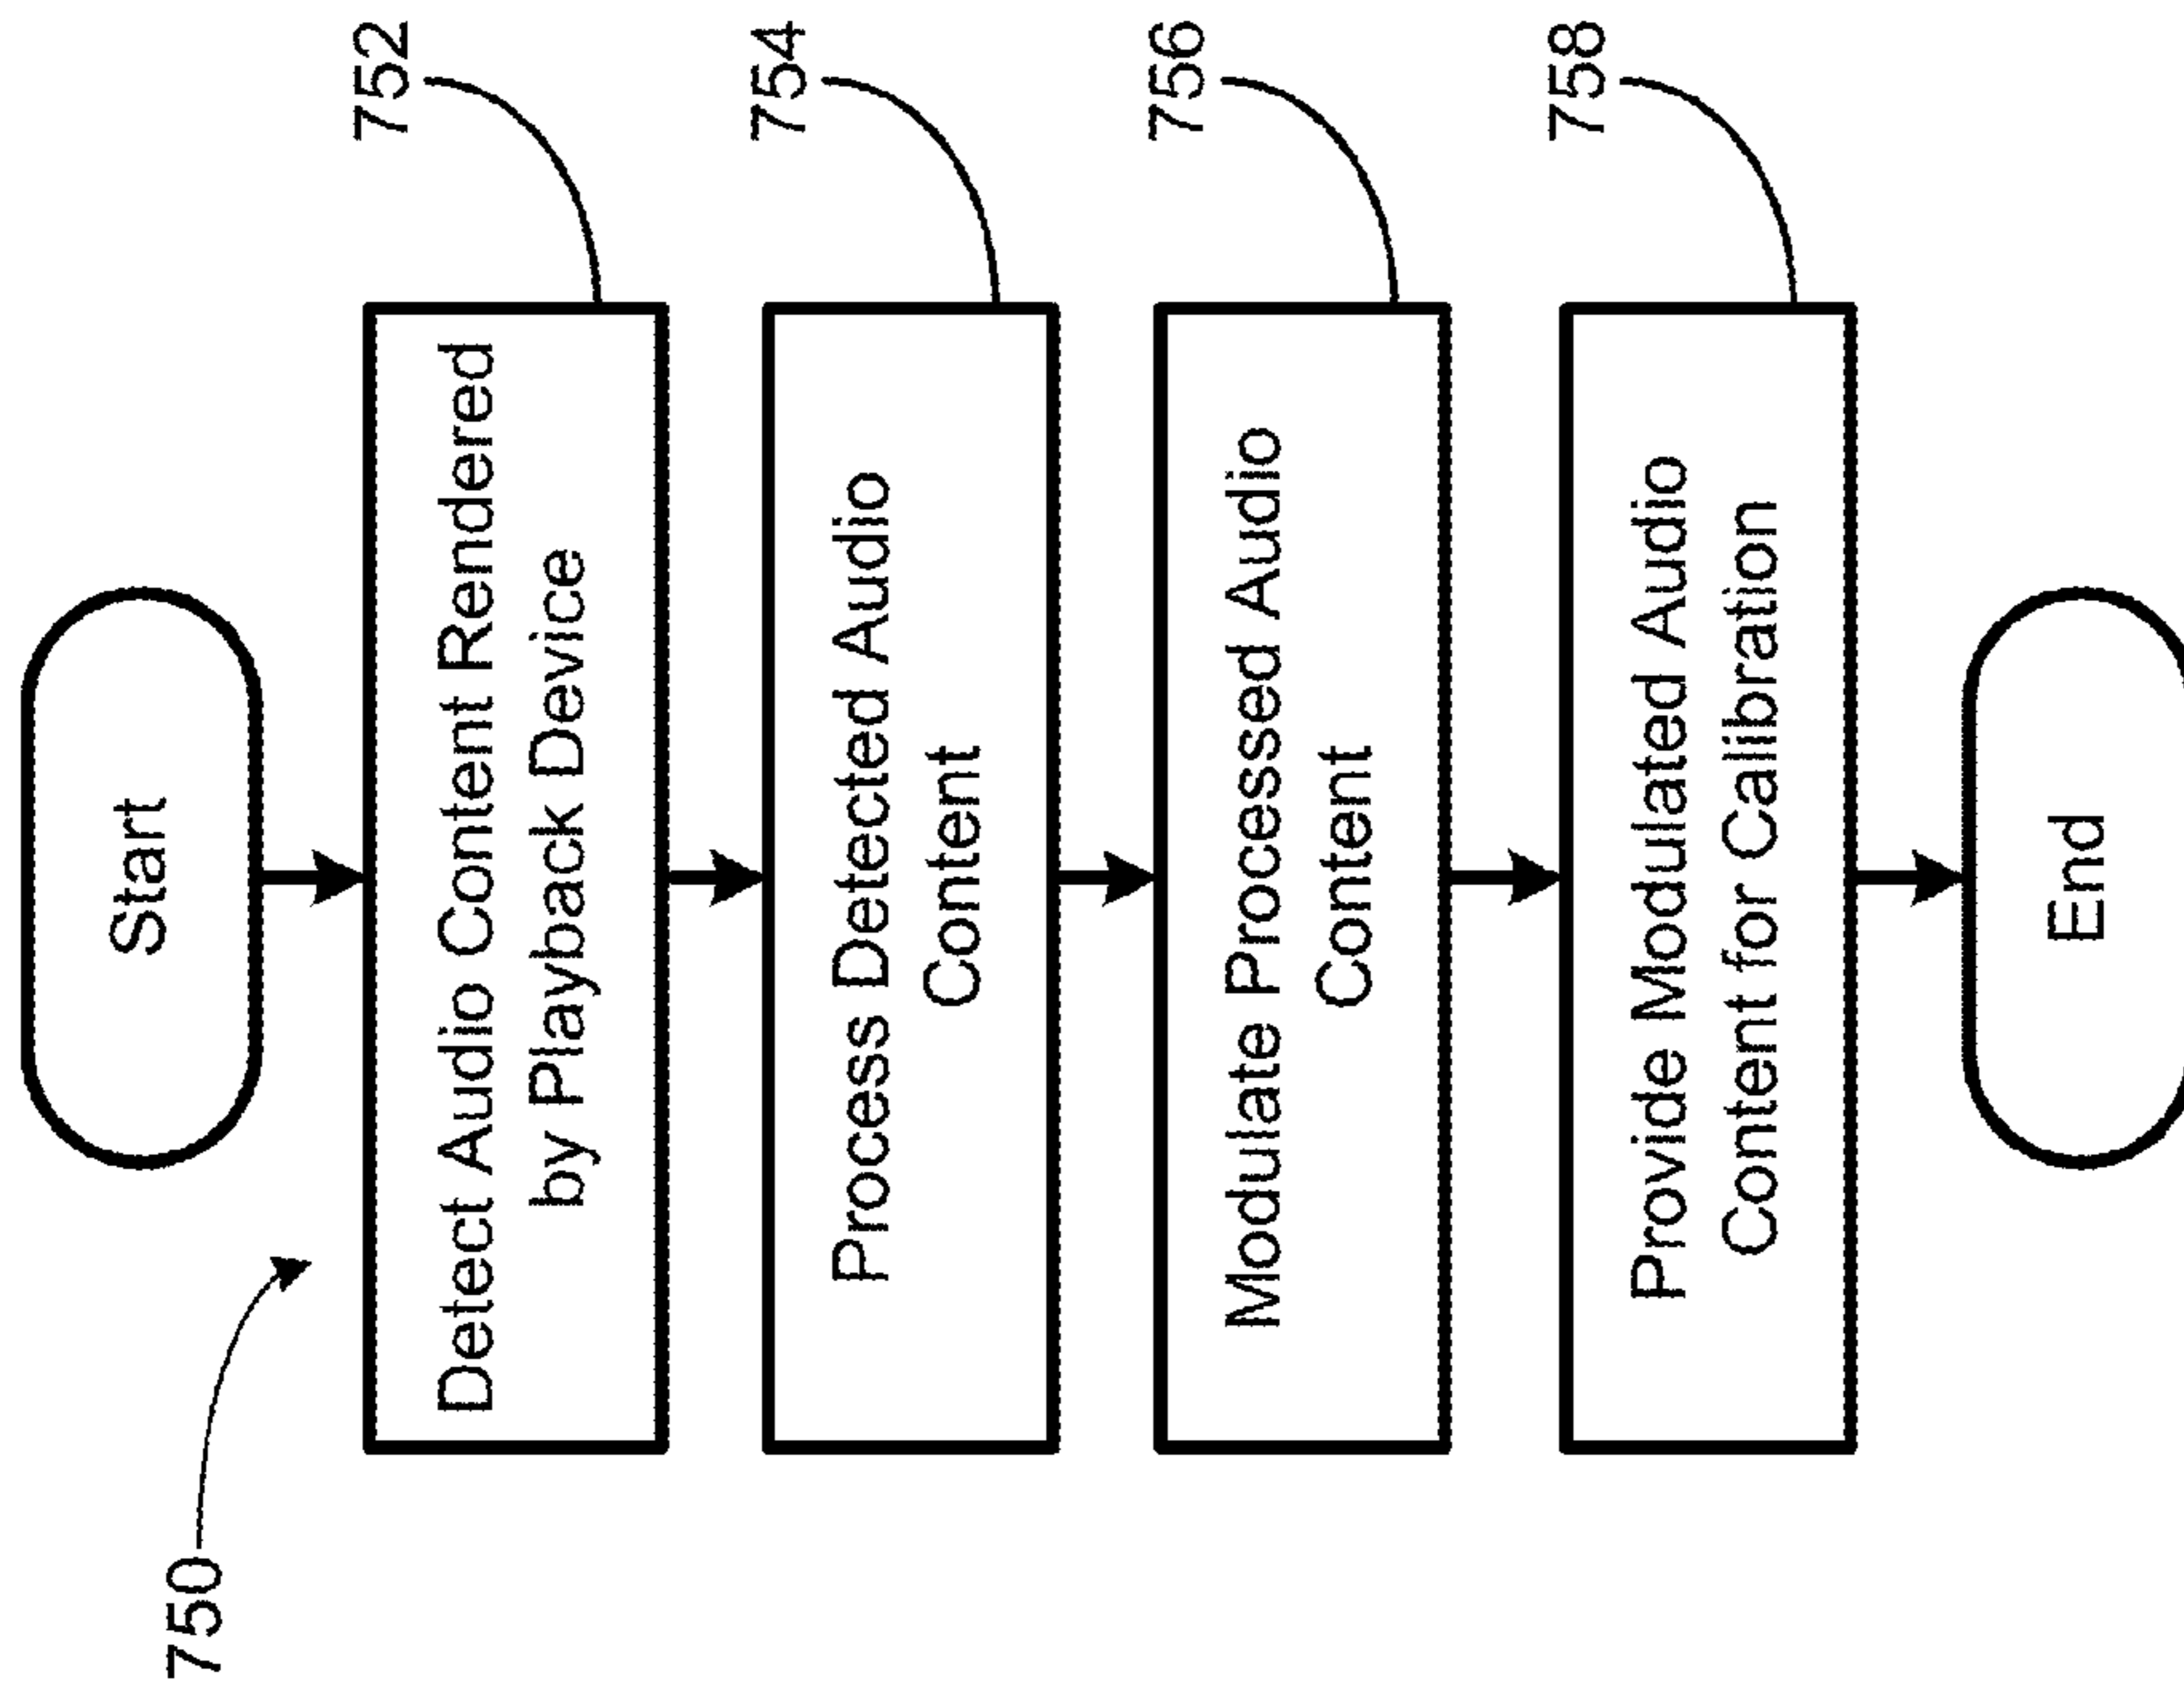 750
Start
752
Detect Audio Content Rendered
by Playback Device
754
Process Detected Audio
Content
756
Modulate Processed Audio
Content
758
Provide Modulated Audio
Content for Calibration
End